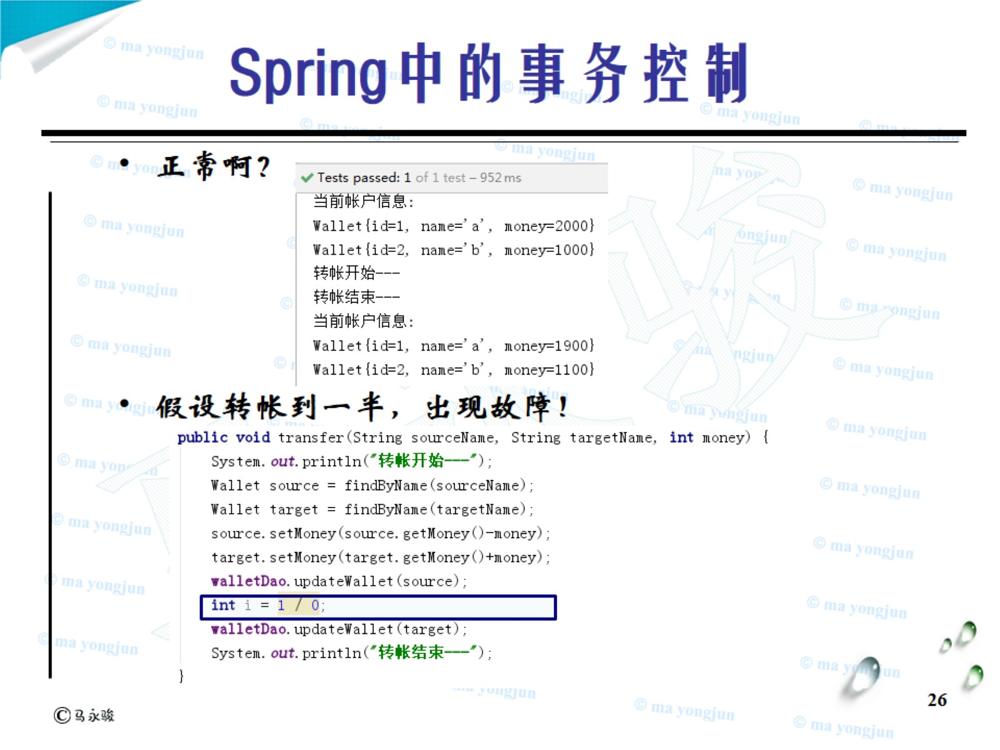 Spring中的事务控制
• 正常啊?
Tests passed: 1 of 1 test – 952 ms
当前帐户信息:
Wallet{id=1, name='a', money=2000}
Wallet{id=2, name='b', money=1000}
转帐开始---
转帐结束---
当前帐户信息:
Wallet{id=1, name='a', money=1900}
Wallet{id=2, name='b', money=1100}
• 假设转帐到一半，出现故障!
public void transfer(String sourceName, String targetName, int money) {
System.out.println("转帐开始---");
Wallet source = findByName(sourceName);
Wallet target = findByName(targetName);
source.setMoney(source.getMoney()-money);
target.setMoney(target.getMoney()+money);
walletDao.updateWallet(source);
int i = 1 / 0;
walletDao.updateWallet(target);
System.out.println("转帐结束---");
}
©马永骏
26
© ma yongjun